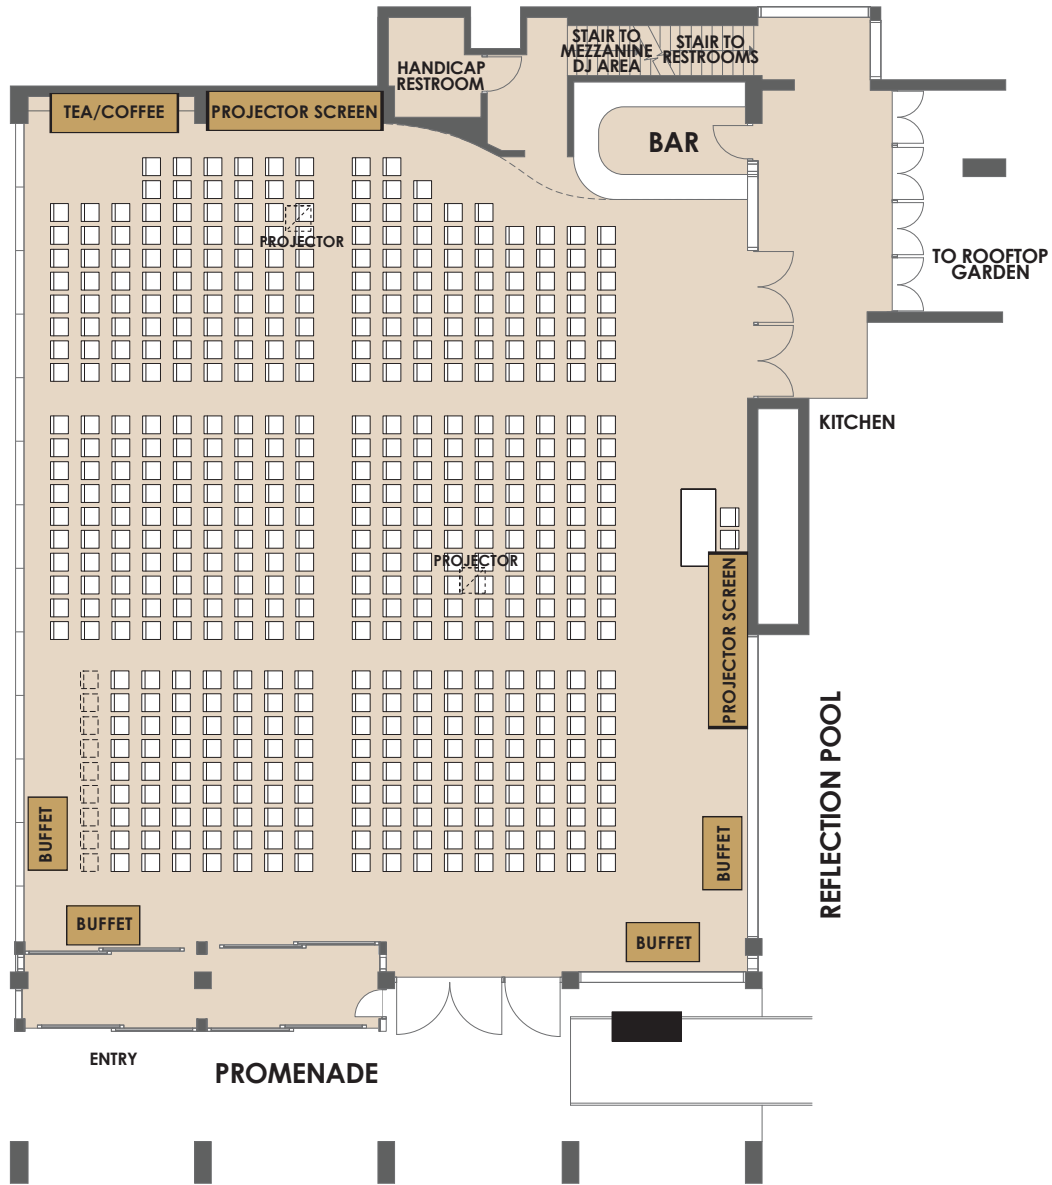 STAIR TO
MEZZANINE
DJ AREA
STAIR TO
RESTROOMS
HANDICAP
RESTROOM
TEA/COFFEE
PROJECTOR SCREEN
BAR
PROJECTOR
TO ROOFTOP
GARDEN
KITCHEN
PROJECTOR
PROJECTOR SCREEN
REFLECTION POOL
BUFFET
BUFFET
BUFFET
BUFFET
ENTRY
PROMENADE